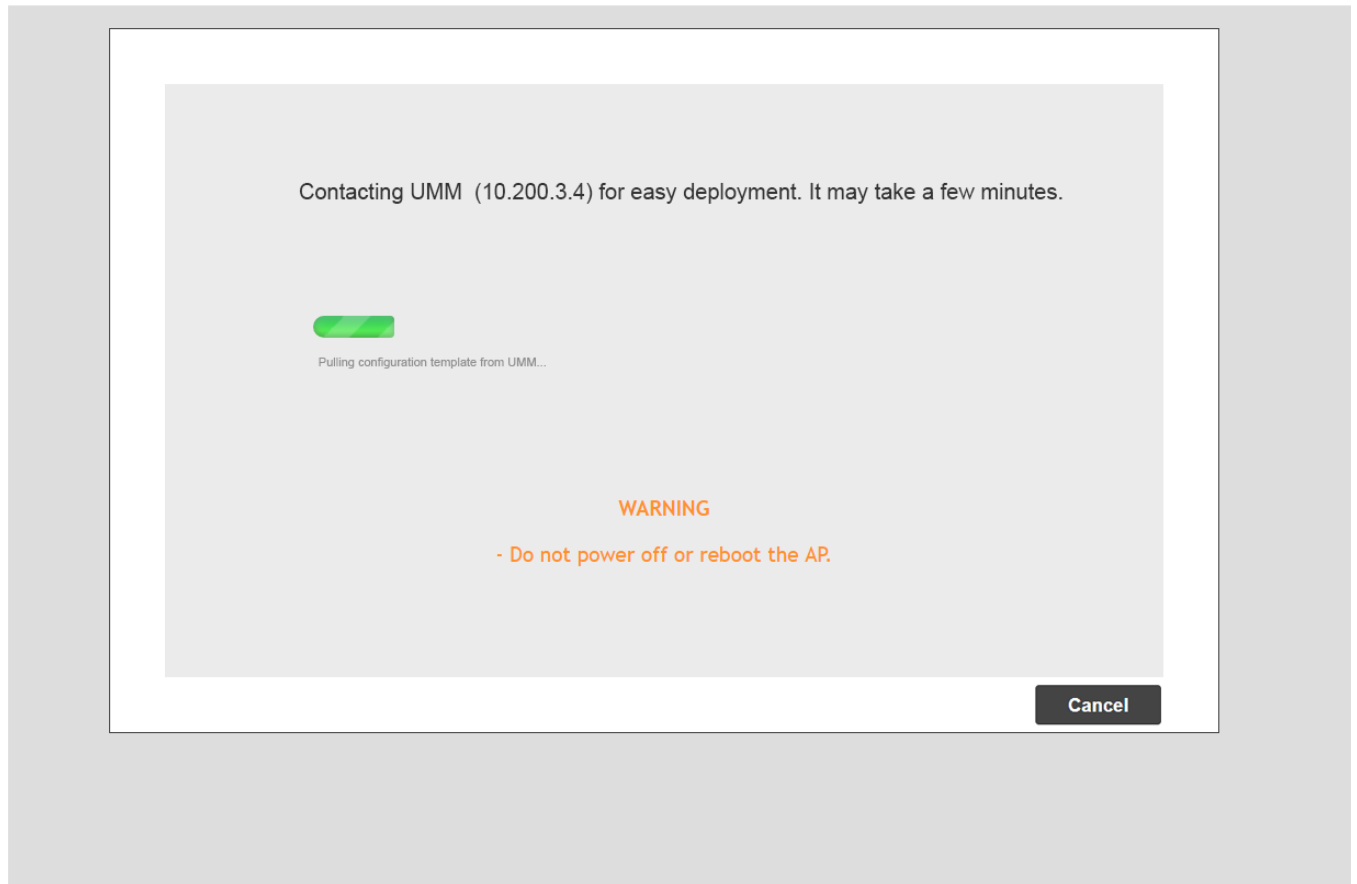 Contacting UMM (10.200.3.4) for easy deployment. It may take a few minutes.
Pulling configuration template from UMM...
WARNING
- Do not power off or reboot the AP.
Cancel